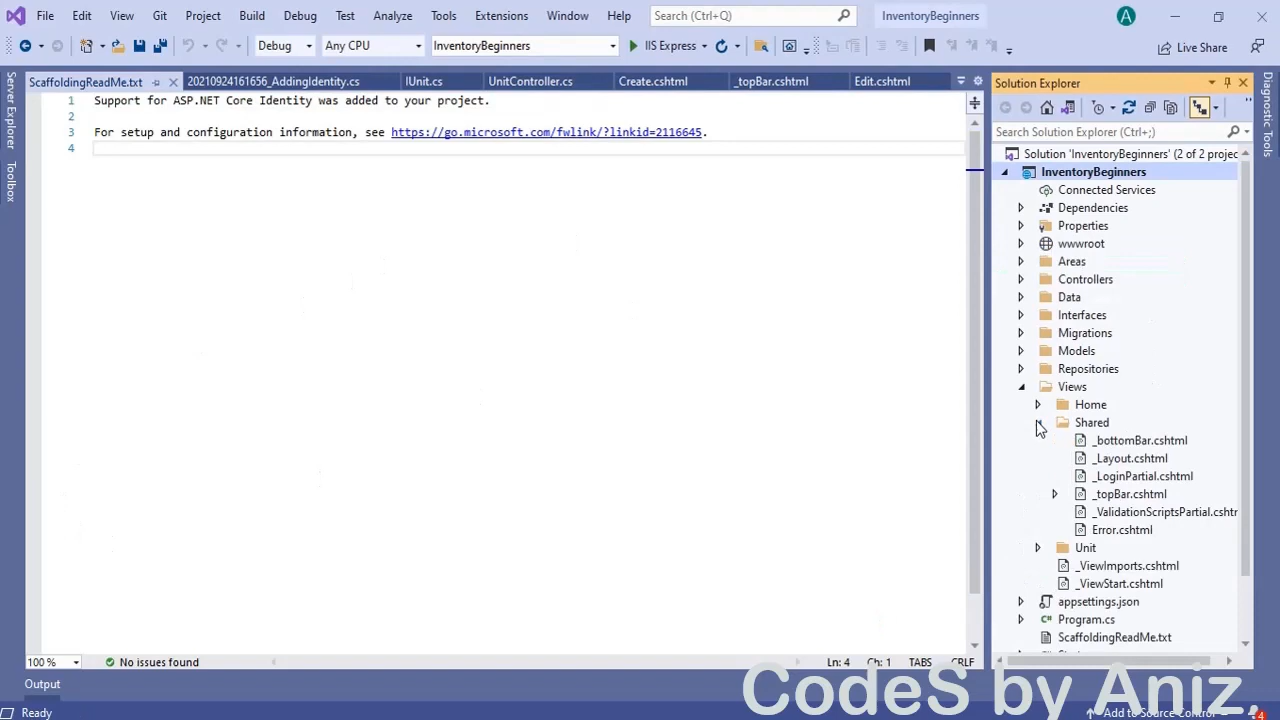 File Edit View Git Project Build Debug Test Analyze Tools Extensions Window Help Search (Ctrl+Q) InventoryBeginners A
Debug Any CPU InventoryBeginners IIS Express Live Share
ScaffoldingReadMe.txt 20210924161656_AddingIdentity.cs IUnit.cs UnitController.cs Create.cshtml _topBar.cshtml Edit.cshtml
Server Explorer
Toolbox
1 Support for ASP.NET Core Identity was added to your project.
2
3 For setup and configuration information, see https://go.microsoft.com/fwlink/?linkid=2116645.
4
Solution Explorer
Search Solution Explorer (Ctrl+;)
Solution 'InventoryBeginners' (2 of 2 projec
InventoryBeginners
Connected Services
Dependencies
Properties
wwwroot
Areas
Controllers
Data
Interfaces
Migrations
Models
Repositories
Views
Home
Shared
_bottomBar.cshtml
_Layout.cshtml
_LoginPartial.cshtml
_topBar.cshtml
_ValidationScriptsPartial.cshtm
Error.cshtml
Unit
_ViewImports.cshtml
_ViewStart.cshtml
appsettings.json
Program.cs
ScaffoldingReadMe.txt
Diagnostic Tools
100 % No issues found Ln: 4 Ch: 1 TABS CRLF
Output
CodeS by Aniz,
Ready Add to Source Control 4